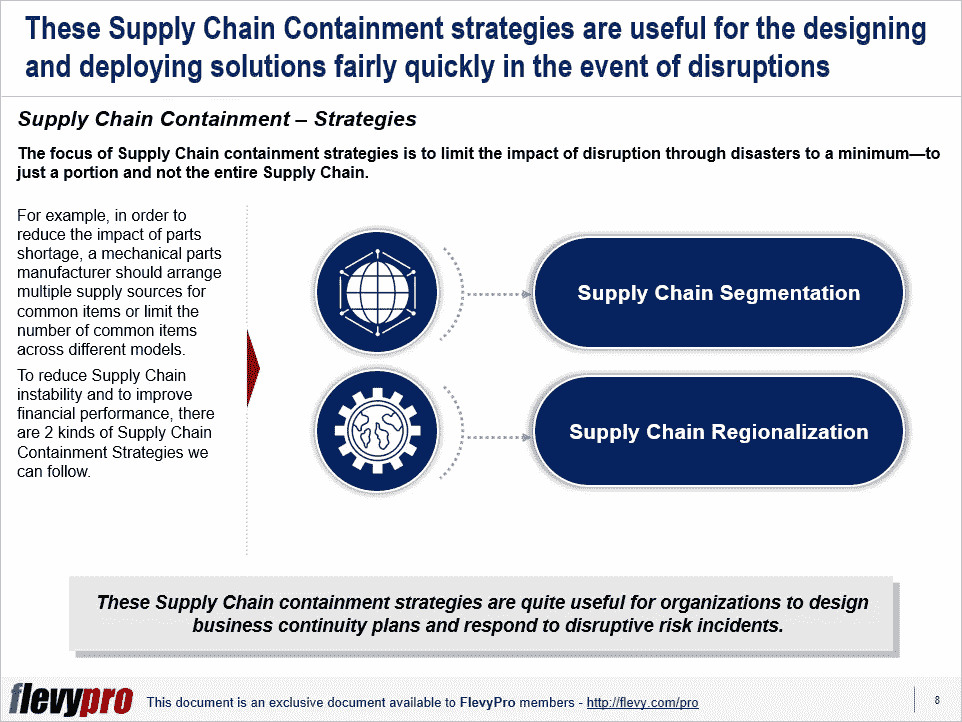 These Supply Chain Containment strategies are useful for the designing
and deploying solutions fairly quickly in the event of disruptions
Supply Chain Containment – Strategies
The focus of Supply Chain containment strategies is to limit the impact of disruption through disasters to a minimum—to
just a portion and not the entire Supply Chain.
For example, in order to
reduce the impact of parts
shortage, a mechanical parts
manufacturer should arrange
multiple supply sources for
common items or limit the
number of common items
across different models.
To reduce Supply Chain
instability and to improve
financial performance, there
are 2 kinds of Supply Chain
Containment Strategies we
can follow.
Supply Chain Segmentation
Supply Chain Regionalization
These Supply Chain containment strategies are quite useful for organizations to design
business continuity plans and respond to disruptive risk incidents.
flevypro
This document is an exclusive document available to FlevyPro members - http://flevy.com/pro
8